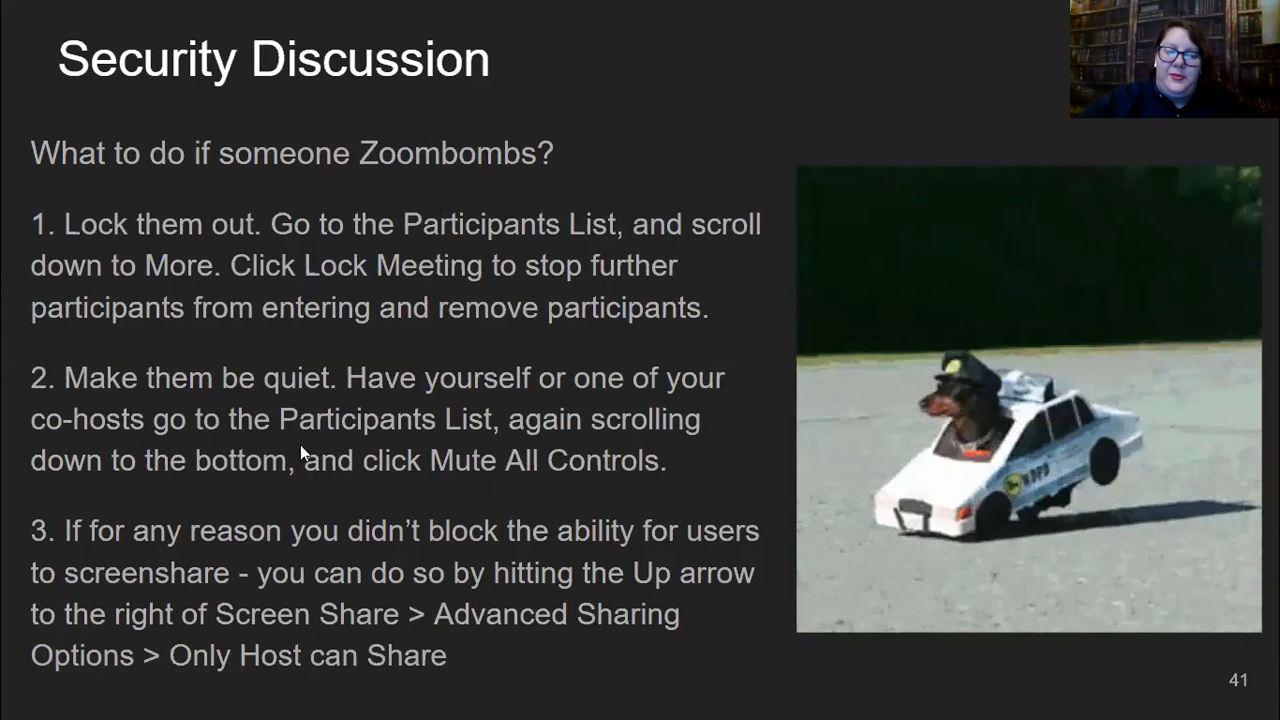 Security Discussion
What to do if someone Zoombombs?
1. Lock them out. Go to the Participants List, and scroll
down to More. Click Lock Meeting to stop further
participants from entering and remove participants.
2. Make them be quiet. Have yourself or one of your
co-hosts go to the Participants List, again scrolling
down to the bottom, and click Mute All Controls.
3. If for any reason you didn’t block the ability for users
to screenshare - you can do so by hitting the Up arrow
to the right of Screen Share > Advanced Sharing
Options > Only Host can Share
41